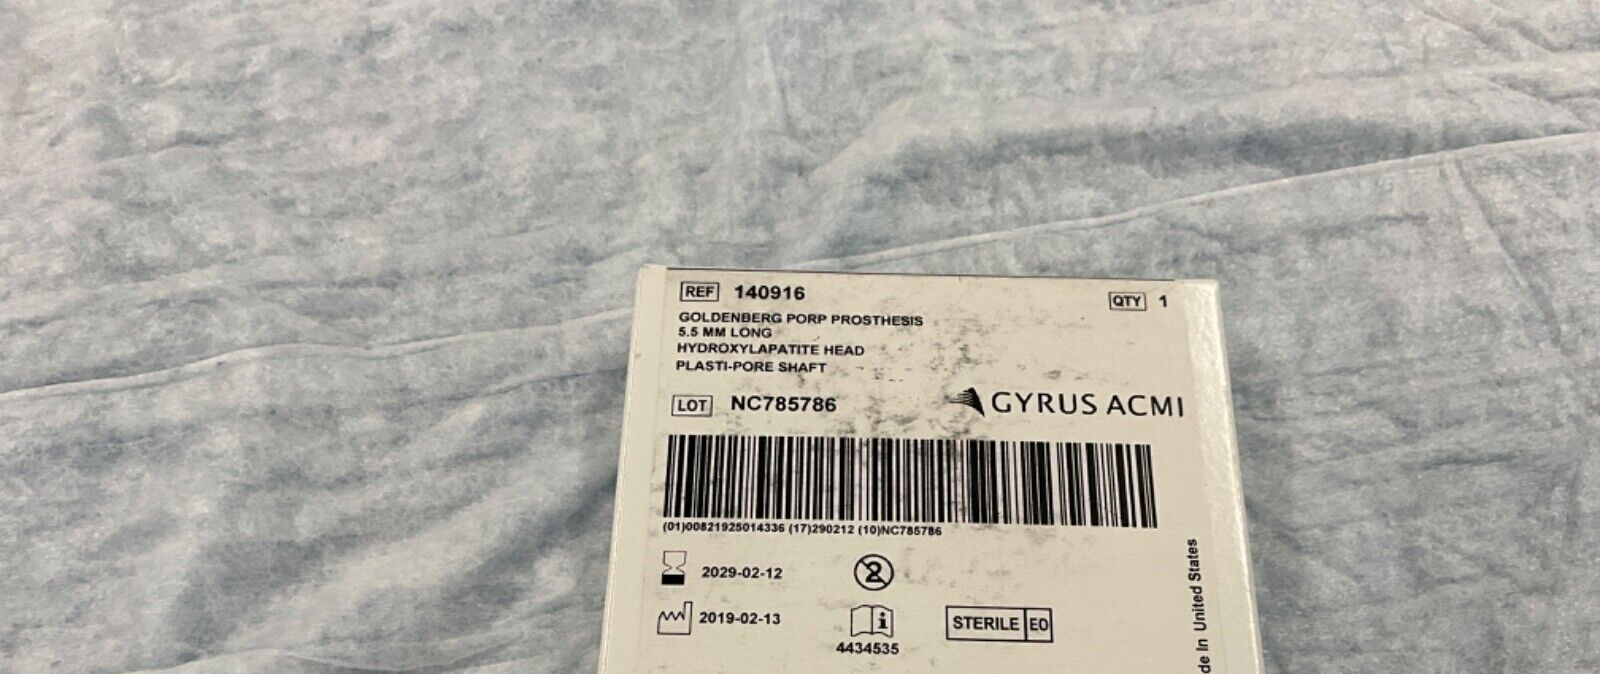 REF 140916
QTY 1
GOLDENBERG PORP PROSTHESIS
5.5 MM LONG
HYDROXYLAPATITE HEAD
PLASTI-PORE SHAFT
LOT NC785786
GYRUS ACMI
(01)00821925014336 (17)290212 (10)NC785786
2029-02-12
2
2019-02-13
i
4434535
STERILE EO
de In United States